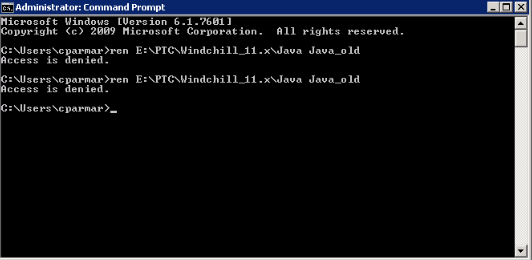 Administrator: Command Prompt
Microsoft Windows [Version 6.1.7601]
Copyright (c) 2009 Microsoft Corporation.  All rights reserved.
C:\Users\cparmar>ren E:\PTC\Windchill_11.x\Java Java_old
Access is denied.
C:\Users\cparmar>ren E:\PTC\Windchill_11.x\Java Java_old
Access is denied.
C:\Users\cparmar>_